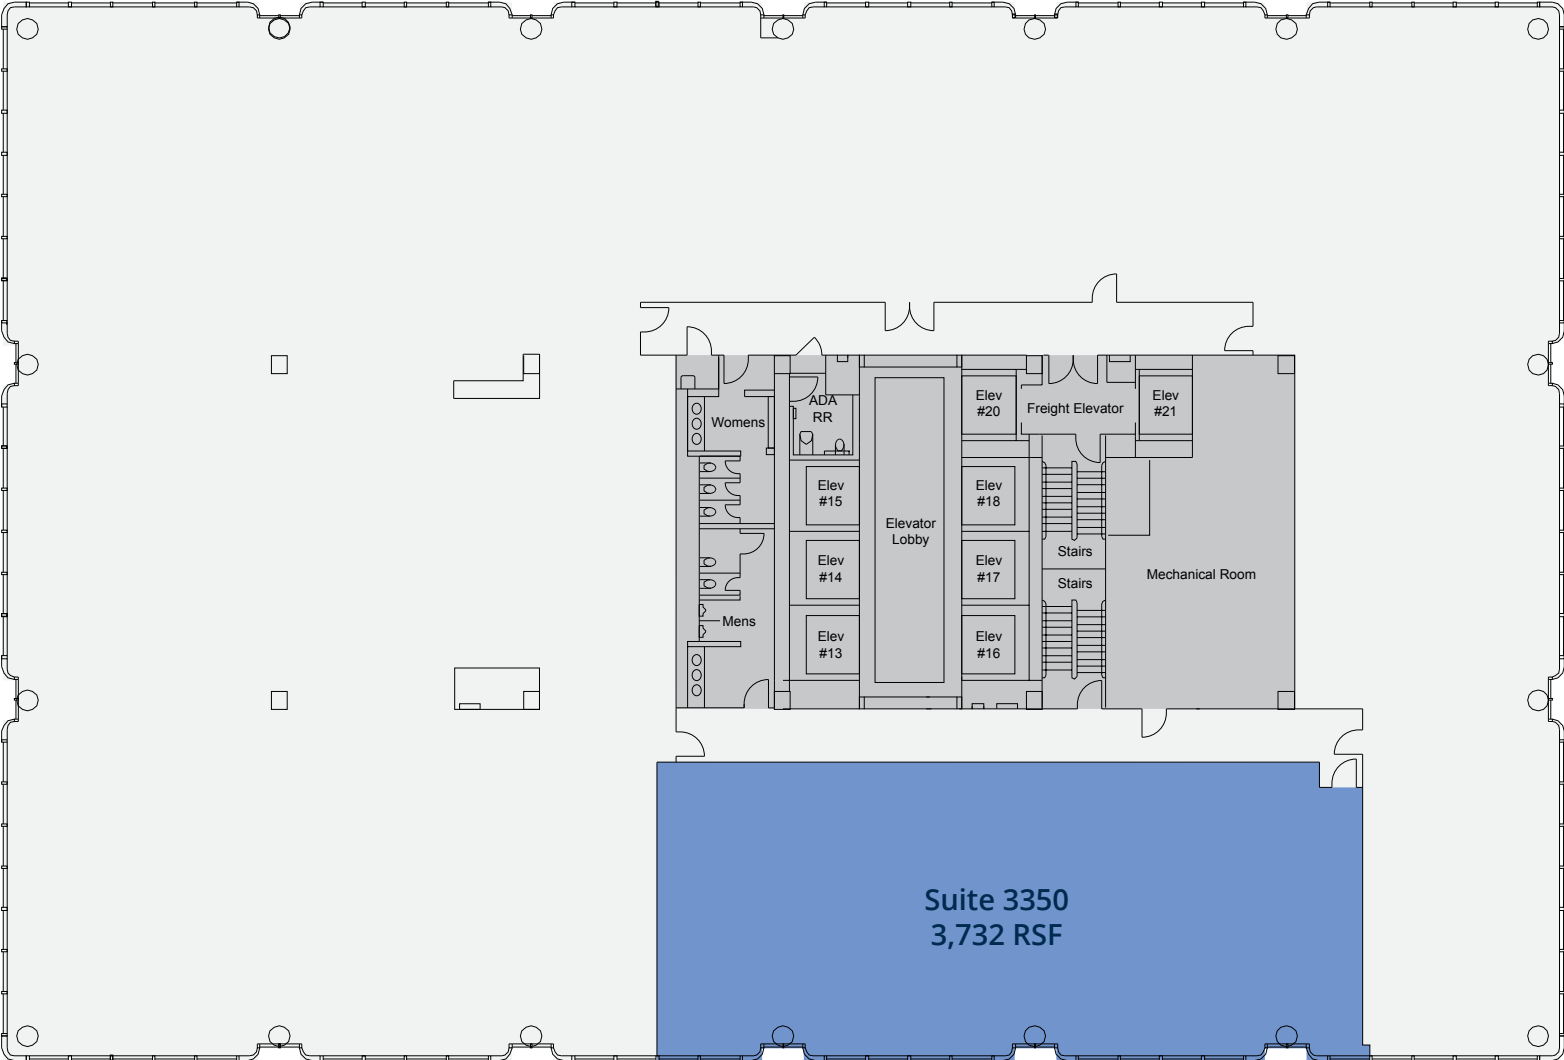 ADA
RR
Womens
Elev
#20
Freight Elevator
Elev
#21
Elev
#15
Elev
#18
Elevator
Lobby
Stairs
Elev
#14
Elev
#17
Stairs
Mechanical Room
Mens
Elev
#13
Elev
#16
Suite 3350
3,732 RSF